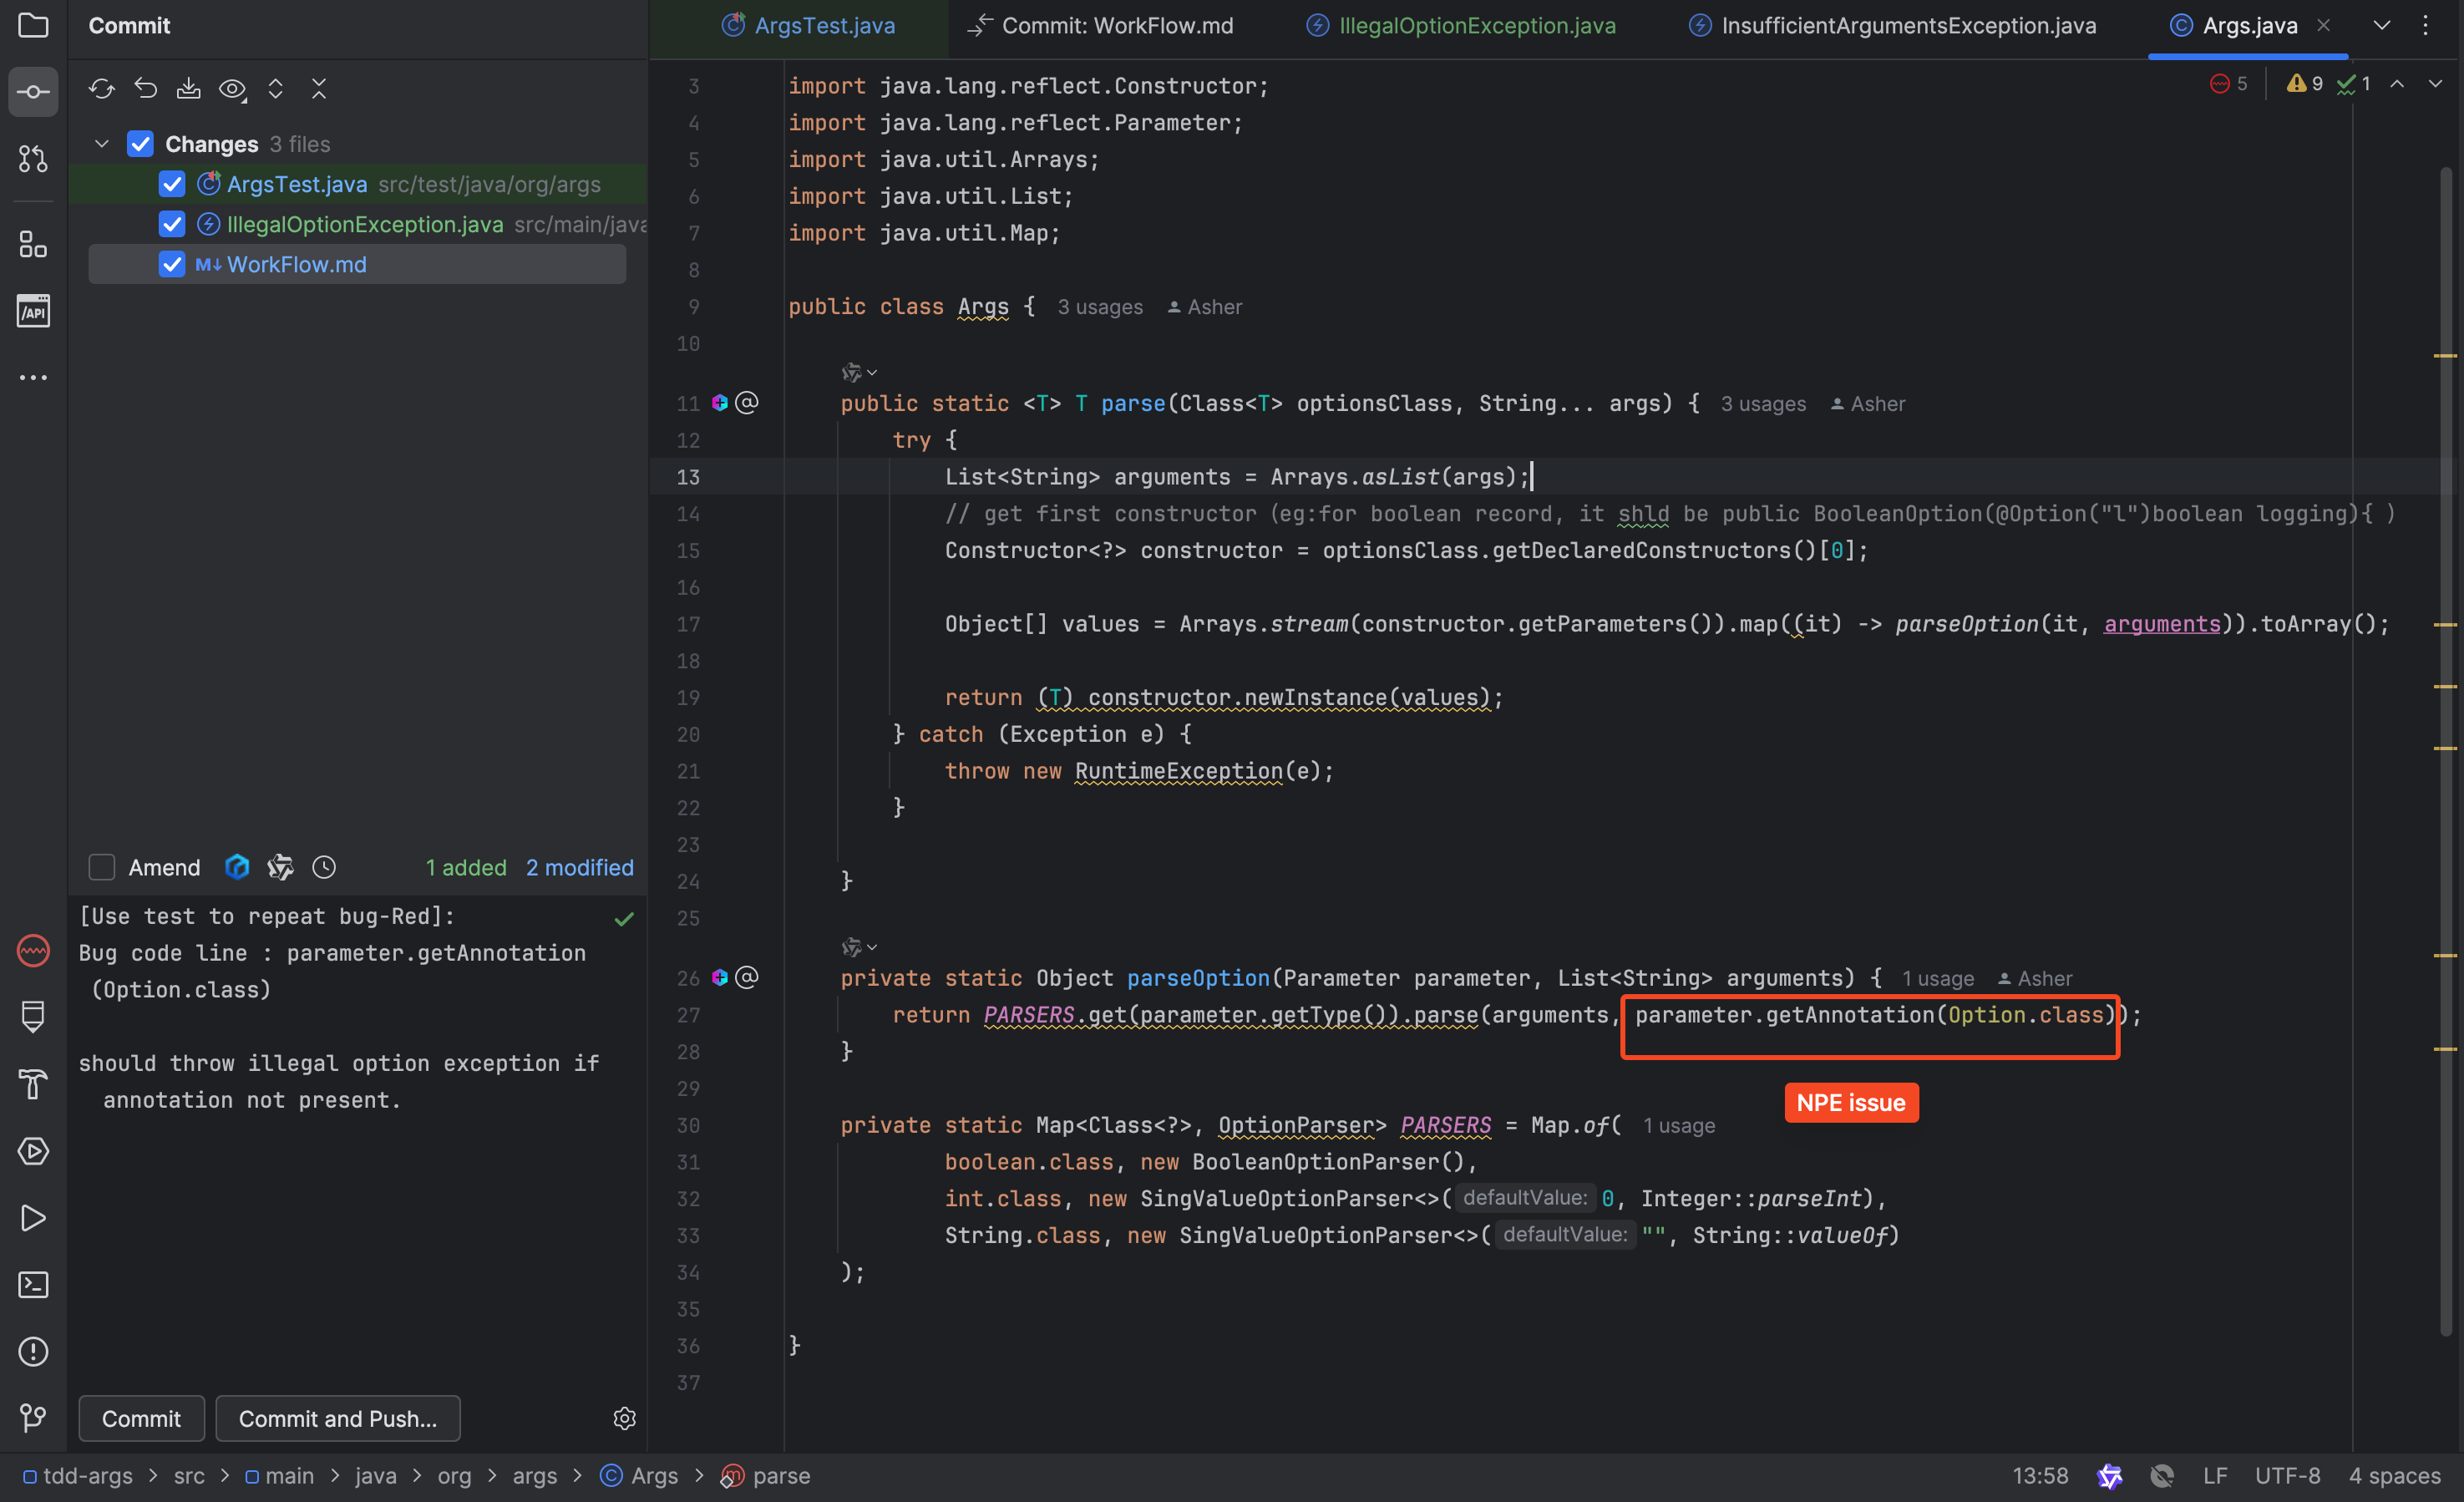 Commit
ArgsTest.java
Commit: WorkFlow.md
IllegalOptionException.java
InsufficientArgumentsException.java
Args.java
5 9 1
Changes 3 files
ArgsTest.java src/test/java/org/args
IllegalOptionException.java src/main/java
M↓ WorkFlow.md
/API
Amend
1 added 2 modified
[Use test to repeat bug-Red]:
Bug code line : parameter.getAnnotation
(Option.class)
should throw illegal option exception if
annotation not present.
Commit
Commit and Push...
3 import java.lang.reflect.Constructor;
4 import java.lang.reflect.Parameter;
5 import java.util.Arrays;
6 import java.util.List;
7 import java.util.Map;
8
9 public class Args { 3 usages Asher
10
11 @ public static <T> T parse(Class<T> optionsClass, String... args) { 3 usages Asher
12 try {
13 List<String> arguments = Arrays.asList(args);
14 // get first constructor (eg:for boolean record, it shld be public BooleanOption(@Option("l")boolean logging){ )
15 Constructor<?> constructor = optionsClass.getDeclaredConstructors()[0];
16
17 Object[] values = Arrays.stream(constructor.getParameters()).map((it) -> parseOption(it, arguments)).toArray();
18
19 return (T) constructor.newInstance(values);
20 } catch (Exception e) {
21 throw new RuntimeException(e);
22 }
23
24 }
25
26 @ private static Object parseOption(Parameter parameter, List<String> arguments) { 1 usage Asher
27 return PARSERS.get(parameter.getType()).parse(arguments, parameter.getAnnotation(Option.class));
28 }
29
NPE issue
30 private static Map<Class<?>, OptionParser> PARSERS = Map.of( 1 usage
31 boolean.class, new BooleanOptionParser(),
32 int.class, new SingValueOptionParser<>( defaultValue: 0, Integer::parseInt),
33 String.class, new SingValueOptionParser<>( defaultValue: "", String::valueOf)
34 );
35
36 }
37
tdd-args > src > main > java > org > args > Args > parse
13:58 LF UTF-8 4 spaces